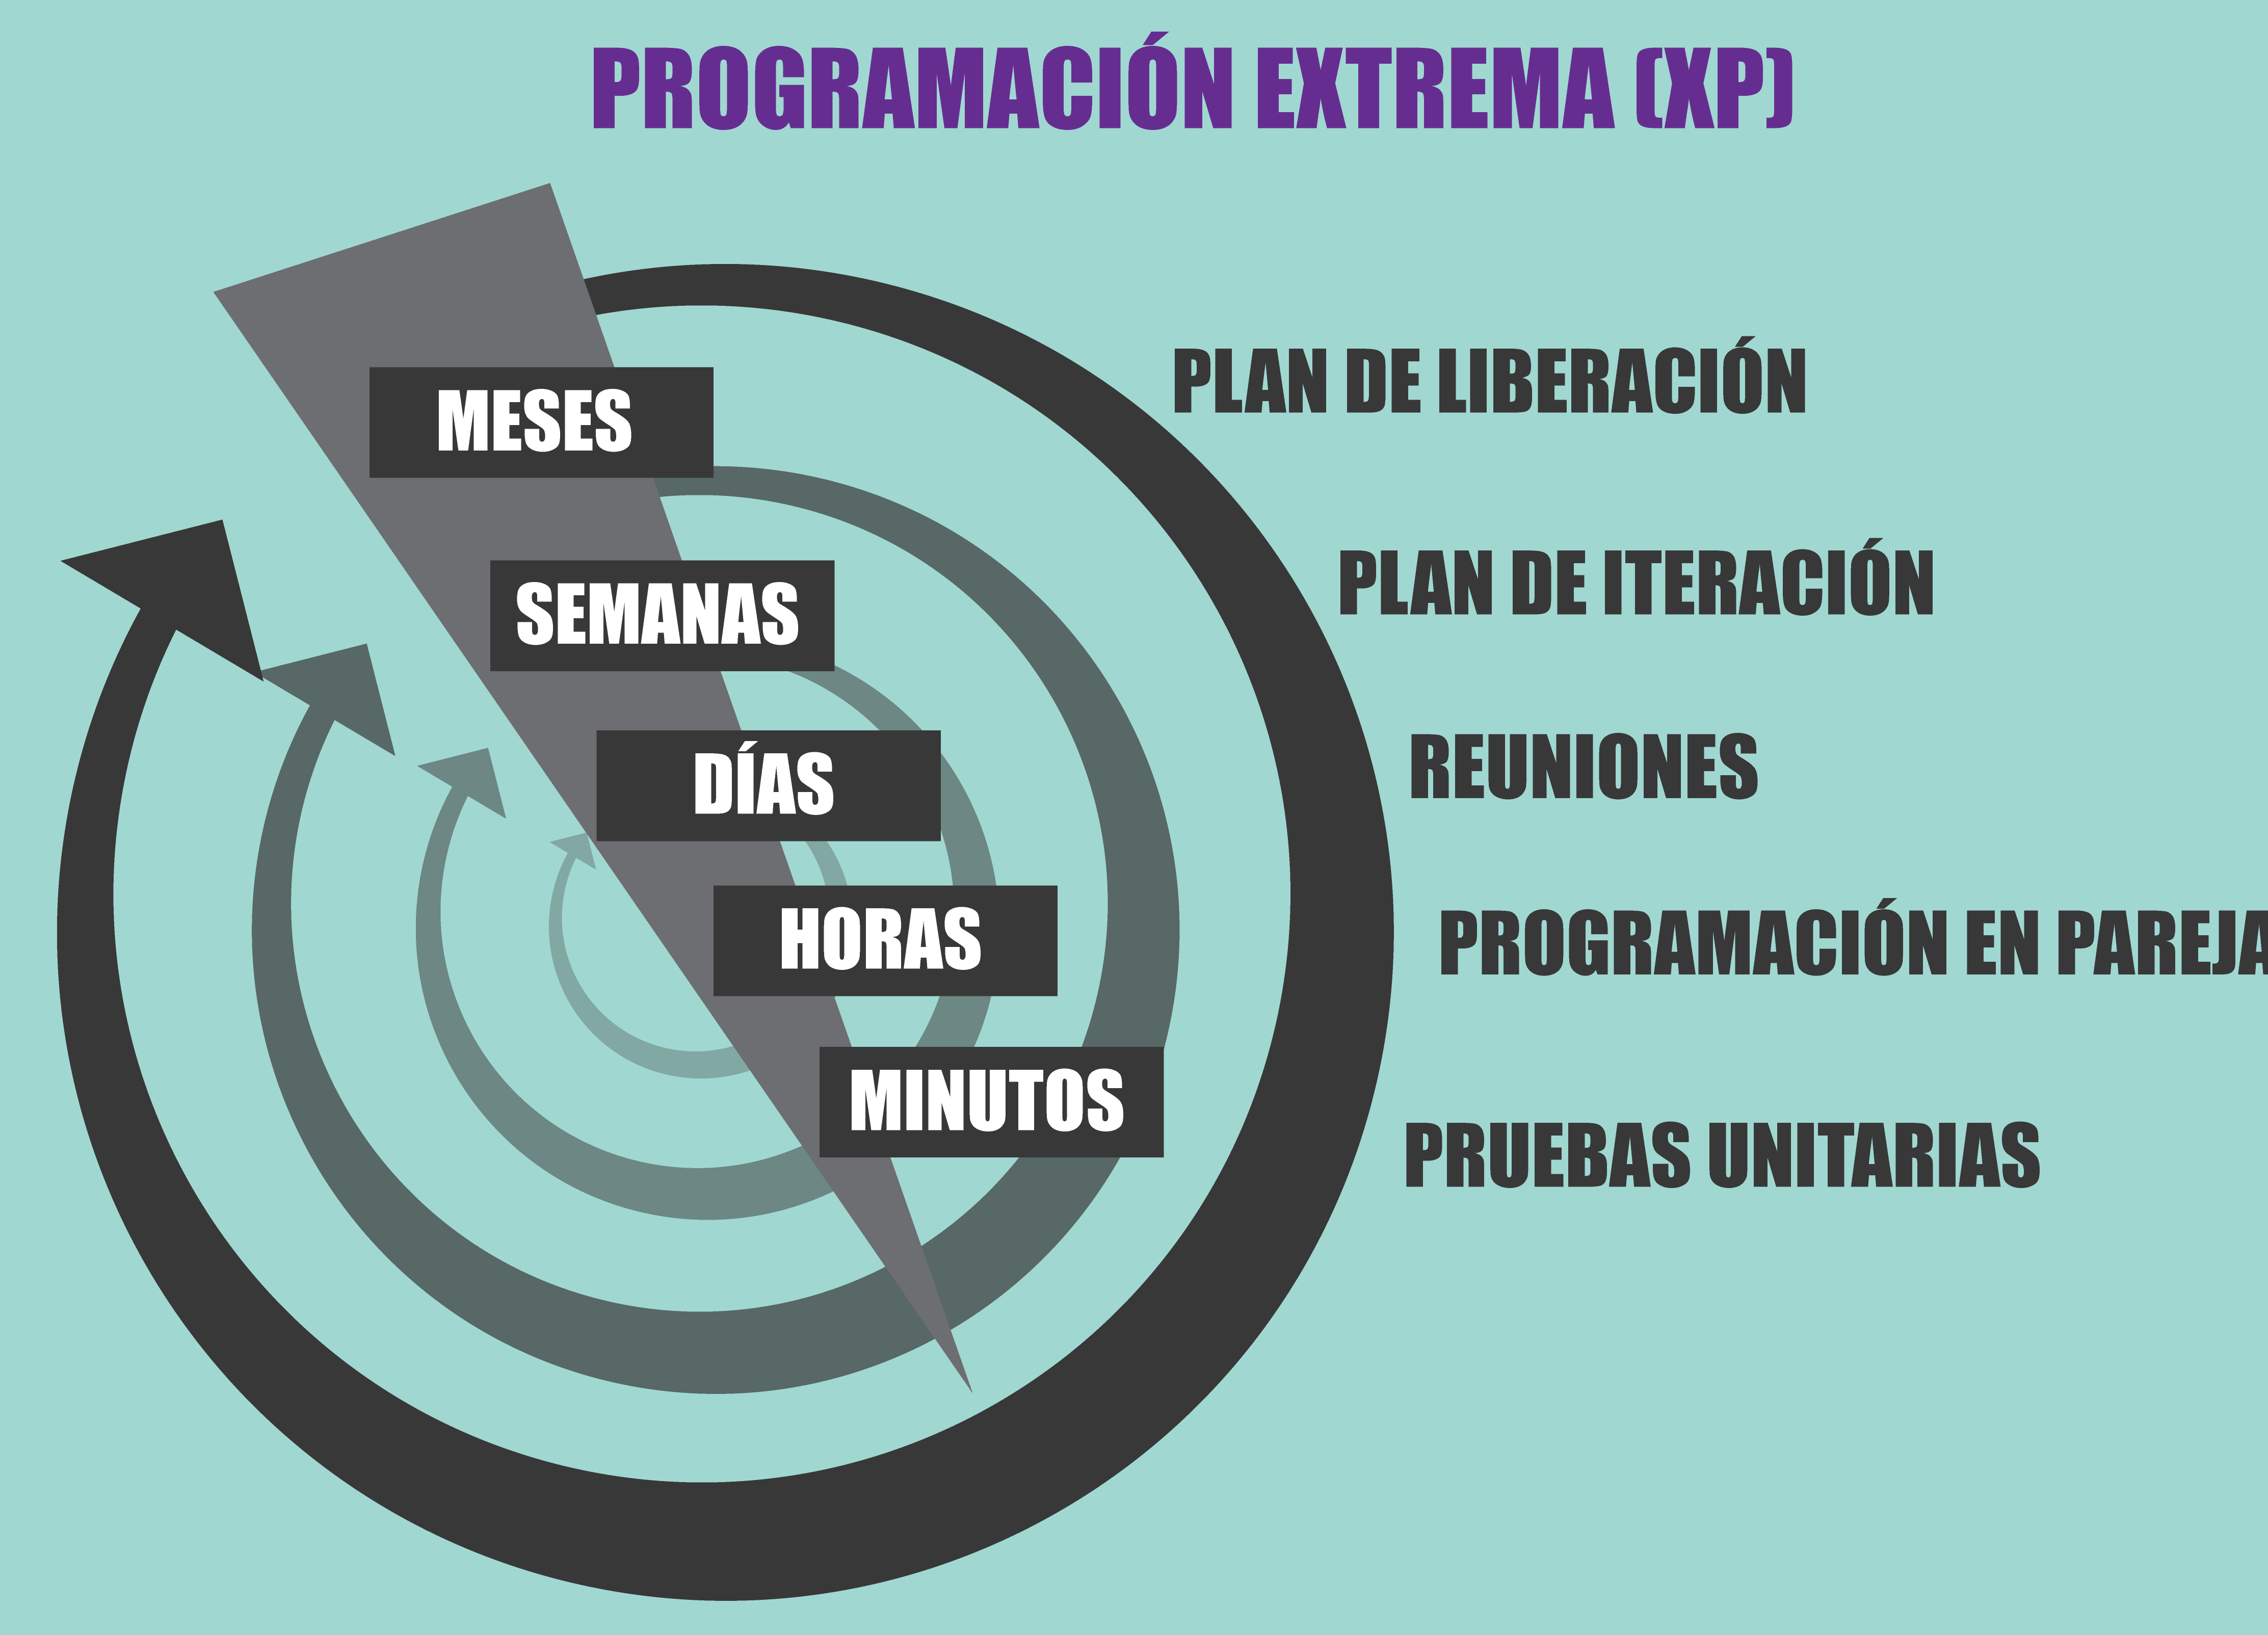 PROGRAMACIÓN EXTREMA (XP)
MESES
PLAN DE LIBERACIÓN
SEMANAS
PLAN DE ITERACIÓN
DÍAS
REUNIONES
HORAS
PROGRAMACIÓN EN PAREJA
MINUTOS
PRUEBAS UNITARIAS